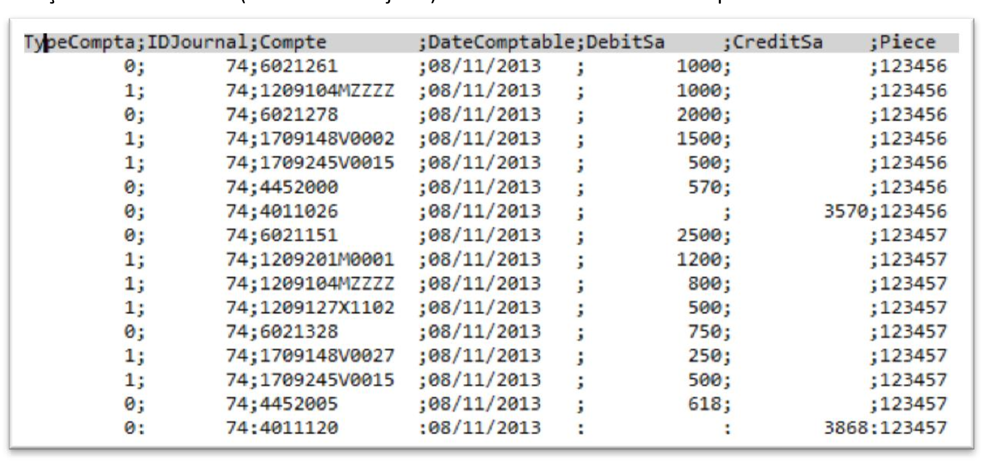 TypeCompta;IDJournal;Compte        ;DateComptable;DebitSa     ;CreditSa    ;Piece
         0;       74;6021261       ;08/11/2013   ;        1000;            ;123456
         1;       74;1209104MZZZZ  ;08/11/2013   ;        1000;            ;123456
         0;       74;6021278       ;08/11/2013   ;        2000;            ;123456
         1;       74;1709148V0002  ;08/11/2013   ;        1500;            ;123456
         1;       74;1709245V0015  ;08/11/2013   ;         500;            ;123456
         0;       74;4452000       ;08/11/2013   ;         570;            ;123456
         0;       74;4011026       ;08/11/2013   ;            ;        3570;123456
         0;       74;6021151       ;08/11/2013   ;        2500;            ;123457
         1;       74;1209201M0001  ;08/11/2013   ;        1200;            ;123457
         1;       74;1209104MZZZZ  ;08/11/2013   ;         800;            ;123457
         1;       74;1209127X1102  ;08/11/2013   ;         500;            ;123457
         0;       74;6021328       ;08/11/2013   ;         750;            ;123457
         1;       74;1709148V0027  ;08/11/2013   ;         250;            ;123457
         1;       74;1709245V0015  ;08/11/2013   ;         500;            ;123457
         0;       74;4452005       ;08/11/2013   ;         618;            ;123457
         0:       74:4011120       :08/11/2013   :            :        3868:123457